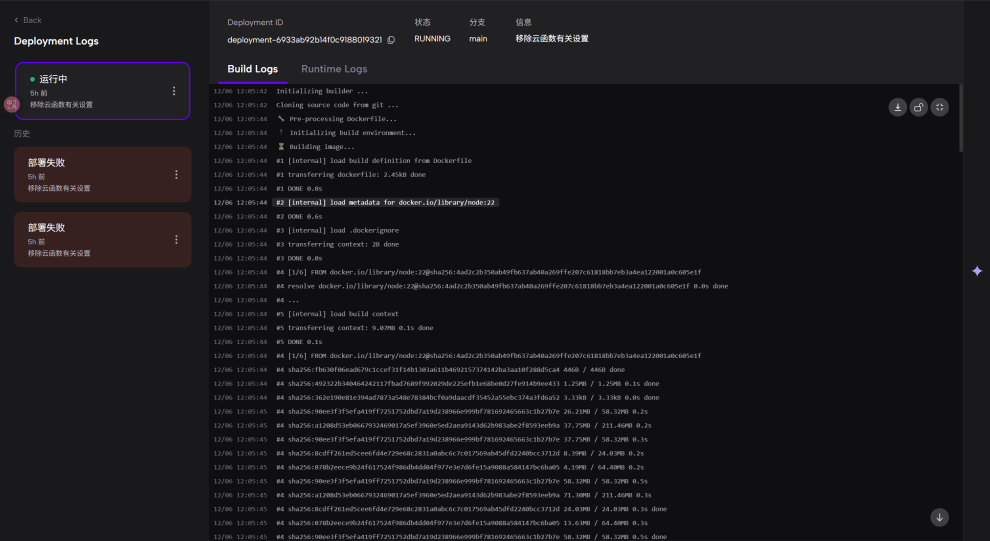 Back
Deployment Logs
运行中
5h 前
移除云函数有关设置
历史
部署失败
5h 前
移除云函数有关设置
部署失败
5h 前
移除云函数有关设置
Deployment ID 状态 分支 信息
deployment-6933ab92b14f0c9188019321 RUNNING main 移除云函数有关设置
Build Logs Runtime Logs
12/06 12:05:42 Initializing builder ...
12/06 12:05:42 Cloning source code from git ...
12/06 12:05:44 🔧 Pre-processing Dockerfile...
12/06 12:05:44 Initializing build environment...
12/06 12:05:44 ⏳ Building image...
12/06 12:05:44 #1 [internal] load build definition from Dockerfile
12/06 12:05:44 #1 transferring dockerfile: 2.45kB done
12/06 12:05:44 #1 DONE 0.0s
12/06 12:05:44 #2 [internal] load metadata for docker.io/library/node:22
12/06 12:05:44 #2 DONE 0.6s
12/06 12:05:44 #3 [internal] load .dockerignore
12/06 12:05:44 #3 transferring context: 2B done
12/06 12:05:44 #3 DONE 0.0s
12/06 12:05:44 #4 [1/6] FROM docker.io/library/node:22@sha256:4ad2c2b350ab49fb637ab40a269ffe207c61818bb7eb3a4ea122001a0c605e1f
12/06 12:05:44 #4 resolve docker.io/library/node:22@sha256:4ad2c2b350ab49fb637ab40a269ffe207c61818bb7eb3a4ea122001a0c605e1f 0.0s done
12/06 12:05:44 #4 ...
12/06 12:05:44 #5 [internal] load build context
12/06 12:05:44 #5 transferring context: 9.07MB 0.1s done
12/06 12:05:44 #5 DONE 0.1s
12/06 12:05:44 #4 [1/6] FROM docker.io/library/node:22@sha256:4ad2c2b350ab49fb637ab40a269ffe207c61818bb7eb3a4ea122001a0c605e1f
12/06 12:05:44 #4 sha256:fb630f06ead679c1ccef31f14b1303a611b4692157374142ba3aa10f288d5ca4 446B / 446B done
12/06 12:05:44 #4 sha256:492322b340464242117fbad7689f992029de225efb1e68be0d27fe914b9ee433 1.25MB / 1.25MB 0.1s done
12/06 12:05:44 #4 sha256:362e190e81e394ad7873a548e78384bcf0a9daacdf35452a55ebc374a3fd6a52 3.33kB / 3.33kB 0.0s done
12/06 12:05:45 #4 sha256:90ee3f3f5efa419ff7251752dbd7a19d238966e999bf781692465663c1b27b7e 26.21MB / 58.32MB 0.2s
12/06 12:05:45 #4 sha256:a1208d53eb0667932469017a5ef3960e5ed2aea9143d62b983abe2f8593eeb9a 37.75MB / 211.46MB 0.2s
12/06 12:05:45 #4 sha256:90ee3f3f5efa419ff7251752dbd7a19d238966e999bf781692465663c1b27b7e 37.75MB / 58.32MB 0.3s
12/06 12:05:45 #4 sha256:8cdff261ed5cee6fd4e729e68c2831a0abc6c7c017569ab45dfd2240bcc3712d 8.39MB / 24.03MB 0.2s
12/06 12:05:45 #4 sha256:078b2eece9b24f617524f986db4dd04f977e3e7d6fe15a9088a584147bc6ba05 4.19MB / 64.40MB 0.2s
12/06 12:05:45 #4 sha256:90ee3f3f5efa419ff7251752dbd7a19d238966e999bf781692465663c1b27b7e 58.32MB / 58.32MB 0.5s
12/06 12:05:45 #4 sha256:a1208d53eb0667932469017a5ef3960e5ed2aea9143d62b983abe2f8593eeb9a 71.30MB / 211.46MB 0.3s
12/06 12:05:45 #4 sha256:8cdff261ed5cee6fd4e729e68c2831a0abc6c7c017569ab45dfd2240bcc3712d 24.03MB / 24.03MB 0.3s done
12/06 12:05:45 #4 sha256:078b2eece9b24f617524f986db4dd04f977e3e7d6fe15a9088a584147bc6ba05 13.63MB / 64.40MB 0.3s
12/06 12:05:45 #4 sha256:90ee3f3f5efa419ff7251752dbd7a19d238966e999bf781692465663c1b27b7e 58.32MB / 58.32MB 0.5s done